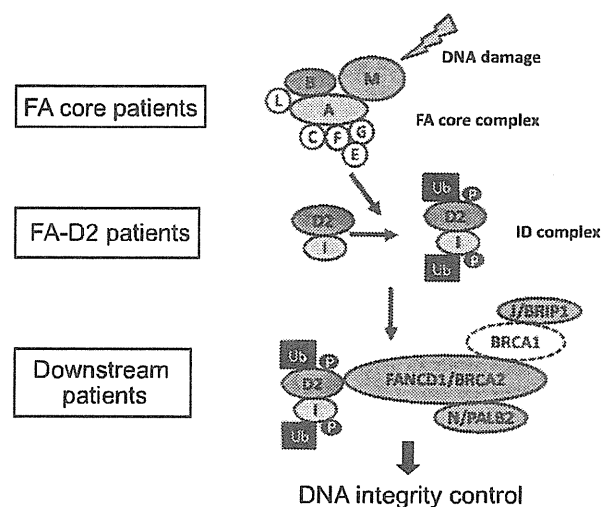 DNA damage
B
M
L
A
FA core patients
C
F
G
E
FA core complex
Ub
P
D2
D2
FA-D2 patients
I
I
ID complex
Ub
P
I/BRIP1
BRCA1
Downstream
patients
Ub
P
D2
FANCD1/BRCA2
I
N/PALB2
Ub
P
DNA integrity control